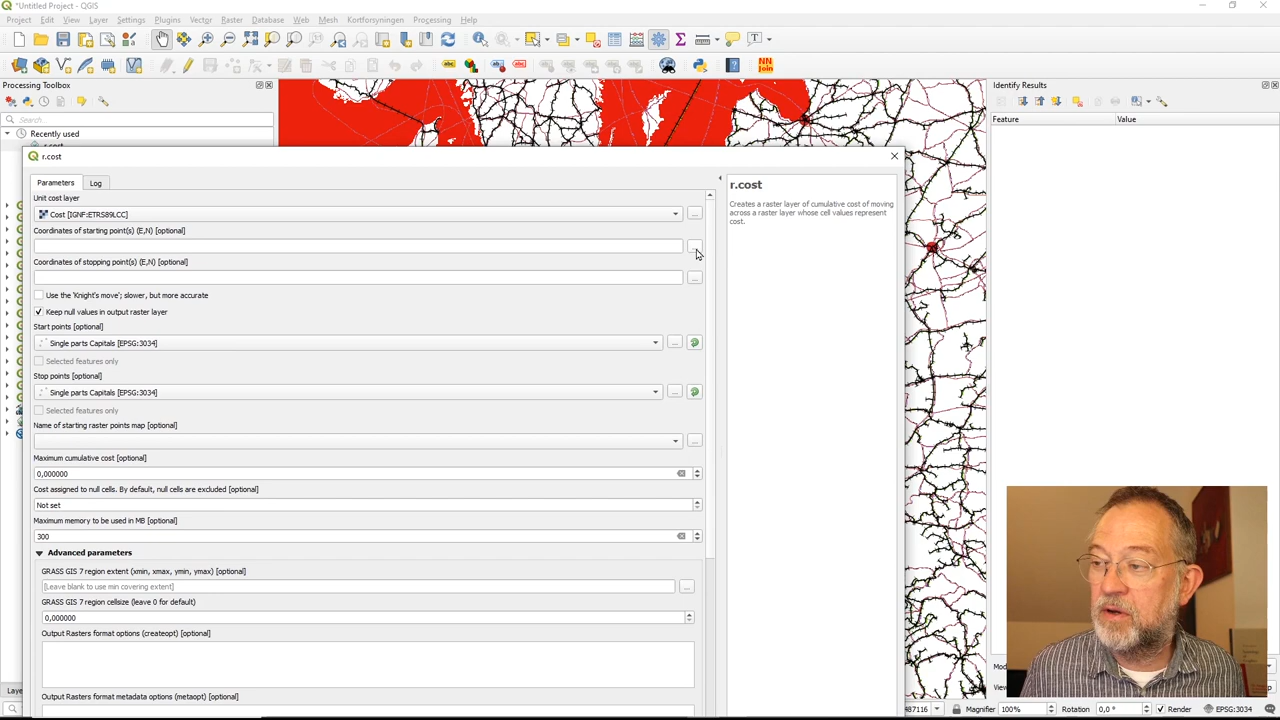 *Untitled Project - QGIS
Project Edit View Layer Settings Plugins Vector Raster Database Web Mesh Kortforsyningen Processing Help
Processing Toolbox
Identify Results
Search...
Feature Value
Recently used
r.cost
r.cost
Parameters Log
Unit cost layer
Cost [IGNF:ETRS89LCC]
Coordinates of starting point(s) (E,N) [optional]
Coordinates of stopping point(s) (E,N) [optional]
Use the 'Knight's move'; slower, but more accurate
Keep null values in output raster layer
Start points [optional]
Single parts Capitals [EPSG:3034]
Selected features only
Stop points [optional]
Single parts Capitals [EPSG:3034]
Selected features only
Name of starting raster points map [optional]
Maximum cumulative cost [optional]
0,000000
Cost assigned to null cells. By default, null cells are excluded [optional]
Not set
Maximum memory to be used in MB [optional]
300
Advanced parameters
GRASS GIS 7 region extent (xmin, xmax, ymin, ymax) [optional]
[Leave blank to use min covering extent]
GRASS GIS 7 region cellsize (leave 0 for default)
0,000000
Output Rasters format options (createopt) [optional]
Output Rasters format metadata options (metaopt) [optional]
r.cost
Creates a raster layer of cumulative cost of moving
across a raster layer whose cell values represent
cost.
NN
Join
abc
Mod
View
Laye
487116 Magnifier 100% Rotation 0,0 ° Render EPSG:3034